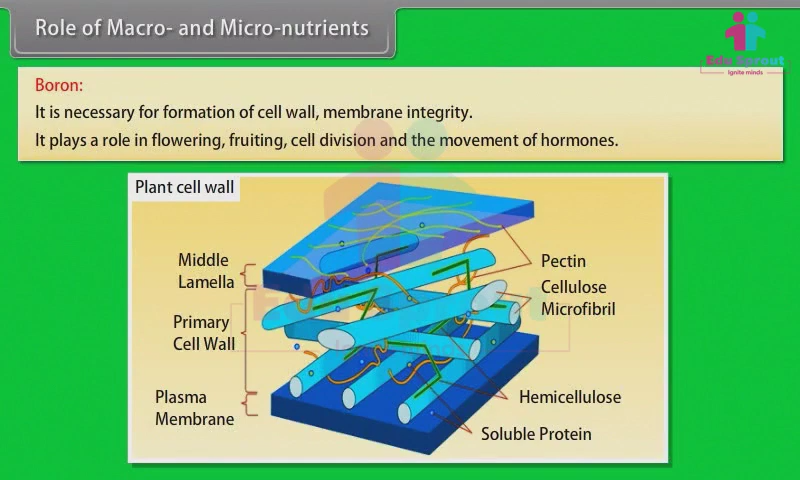 Role of Macro- and Micro-nutrients
Edu Sprout
Ignite minds
Boron:
It is necessary for formation of cell wall, membrane integrity.
It plays a role in flowering, fruiting, cell division and the movement of hormones.
Plant cell wall
Middle
Lamella
Primary
Cell Wall
Plasma
Membrane
Pectin
Cellulose
Microfibril
Hemicellulose
Soluble Protein